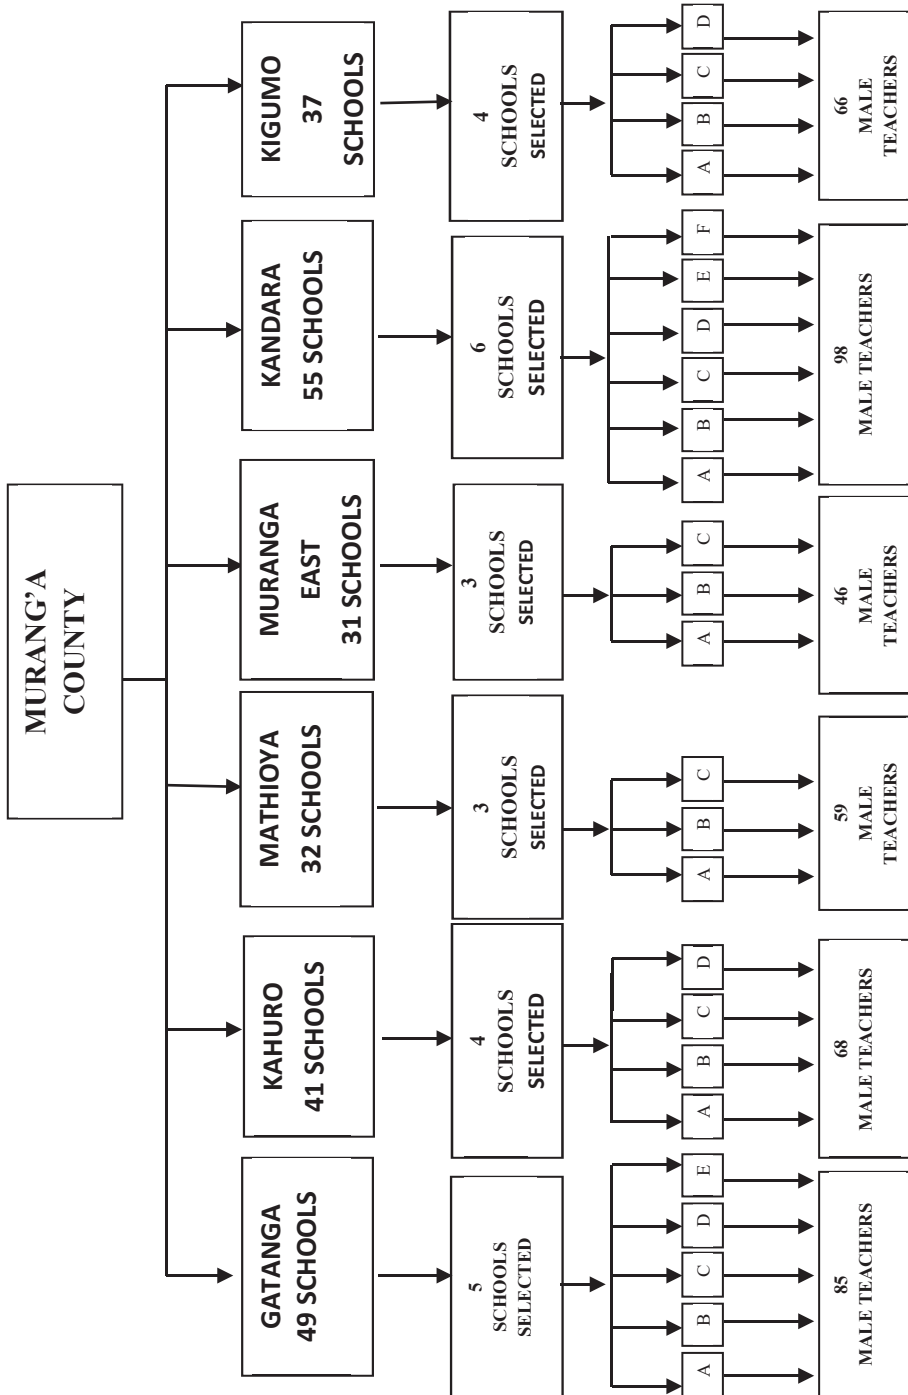 MURANG’A
COUNTY
GATANGA
49 SCHOOLS
KAHURO
41 SCHOOLS
MATHIOYA
32 SCHOOLS
MURANGA
EAST
31 SCHOOLS
KANDARA
55 SCHOOLS
KIGUMO
37
SCHOOLS
5
SCHOOLS
SELECTED
4
SCHOOLS
SELECTED
3
SCHOOLS
SELECTED
3
SCHOOLS
SELECTED
6
SCHOOLS
SELECTED
4
SCHOOLS
SELECTED
A B C D E
A B C D
A B C
A B C
A B C D E F
A B C D
85
MALE TEACHERS
68
MALE TEACHERS
59
MALE
TEACHERS
46
MALE
TEACHERS
98
MALE TEACHERS
66
MALE
TEACHERS